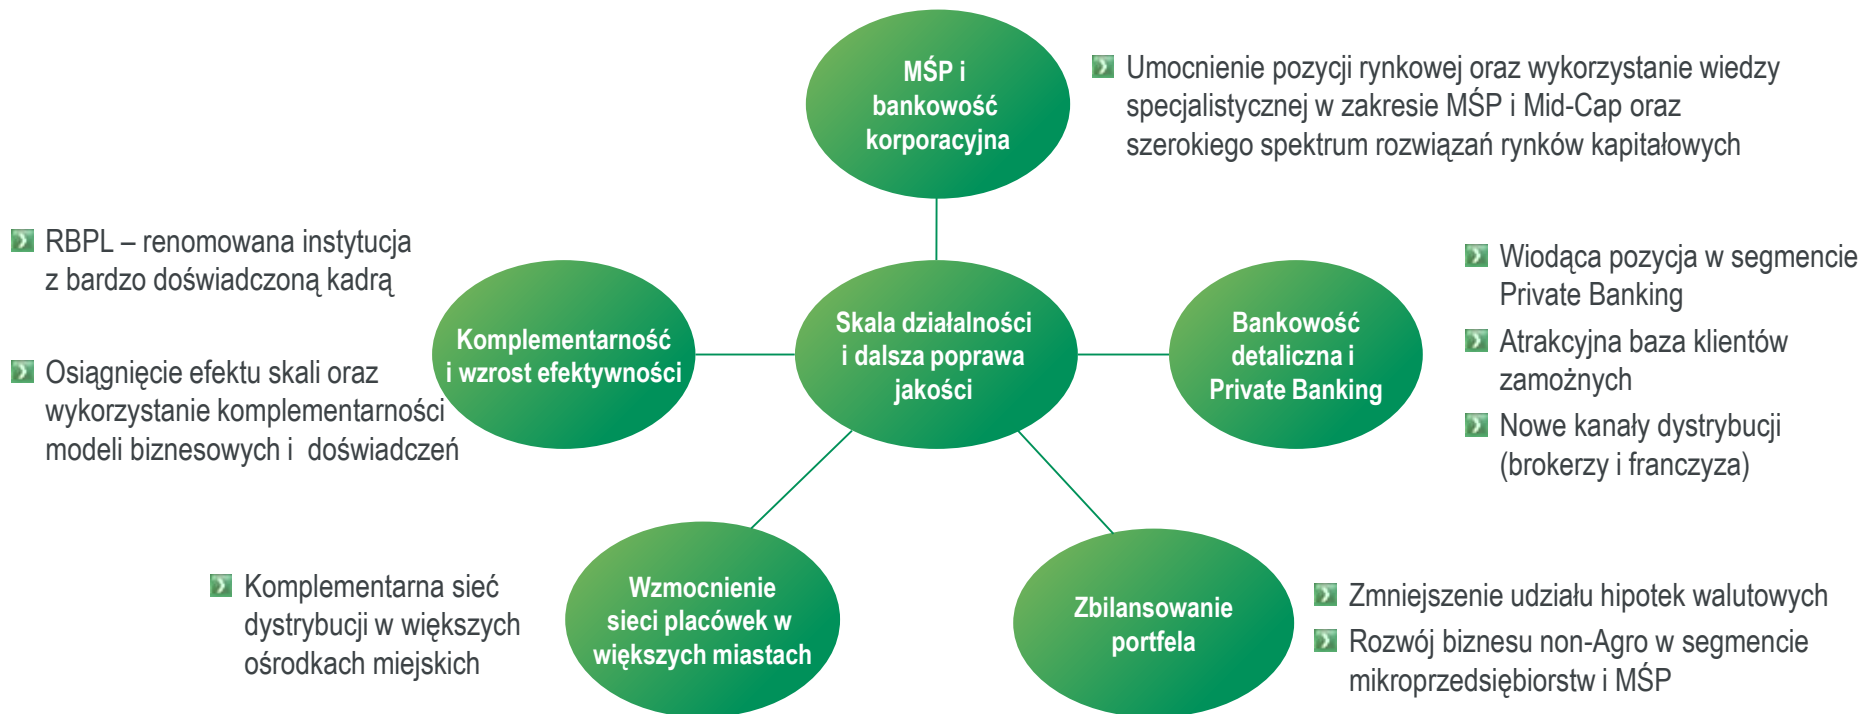 MŚP i
bankowość
korporacyjna
Umocnienie pozycji rynkowej oraz wykorzystanie wiedzy
specjalistycznej w zakresie MŚP i Mid-Cap oraz
szerokiego spektrum rozwiązań rynków kapitałowych
RBPL – renomowana instytucja
z bardzo doświadczoną kadrą
Osiągnięcie efektu skali oraz
wykorzystanie komplementarności
modeli biznesowych i doświadczeń
Komplementarność
i wzrost efektywności
Skala działalności
i dalsza poprawa
jakości
Bankowość
detaliczna i
Private Banking
Wiodąca pozycja w segmencie
Private Banking
Atrakcyjna baza klientów
zamożnych
Nowe kanały dystrybucji
(brokerzy i franczyza)
Komplementarna sieć
dystrybucji w większych
ośrodkach miejskich
Wzmocnienie
sieci placówek w
większych miastach
Zbilansowanie
portfela
Zmniejszenie udziału hipotek walutowych
Rozwój biznesu non-Agro w segmencie
mikroprzedsiębiorstw i MŚP